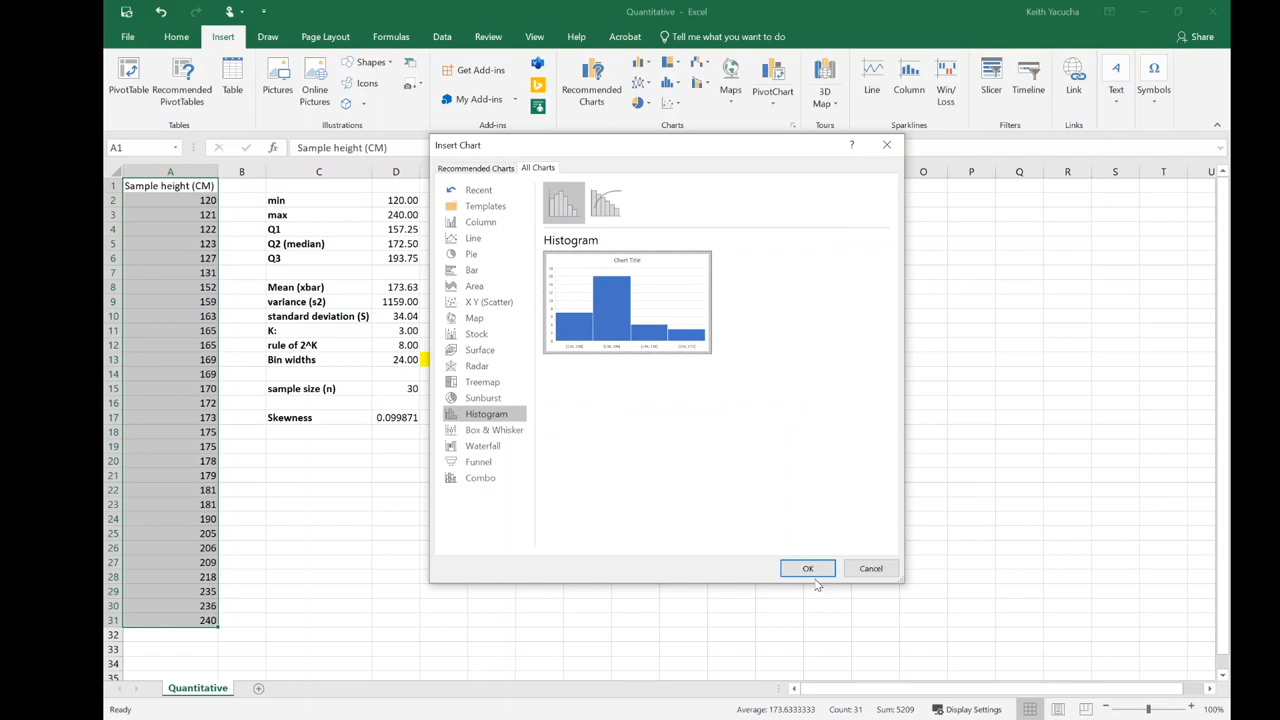 Quantitative - Excel
Keith Yacucha
File Home Insert Draw Page Layout Formulas Data Review View Help Acrobat Tell me what you want to do Share
PivotTable Recommended PivotTables Table Pictures Online Pictures Shapes Icons Get Add-ins My Add-ins Recommended Charts Maps PivotChart 3D Map Line Column Win/Loss Slicer Timeline Link Text Symbols
Tables Illustrations Add-ins Charts Tours Sparklines Filters Links
A1 fx Sample height (CM)
A B C D O P Q R S T U
1 Sample height (CM)
2 120 min 120.00
3 121 max 240.00
4 122 Q1 157.25
5 123 Q2 (median) 172.50
6 127 Q3 193.75
7 131
8 152 Mean (xbar) 173.63
9 159 variance (s2) 1159.00
10 163 standard deviation (S) 34.04
11 165 K: 3.00
12 165 rule of 2^K 8.00
13 169 Bin widths 24.00
14 169
15 170 sample size (n) 30
16 172
17 173 Skewness 0.099871
18 175
19 175
20 178
21 179
22 181
23 181
24 190
25 205
26 206
27 209
28 218
29 235
30 236
31 240
32
33
34
35
Insert Chart ?
Recommended Charts All Charts
Recent
Templates
Column
Line
Pie
Bar
Area
X Y (Scatter)
Map
Stock
Surface
Radar
Treemap
Sunburst
Histogram
Box & Whisker
Waterfall
Funnel
Combo
Histogram
Chart Title
OK Cancel
Quantitative
Ready Average: 173.6333333 Count: 31 Sum: 5209 Display Settings 100%